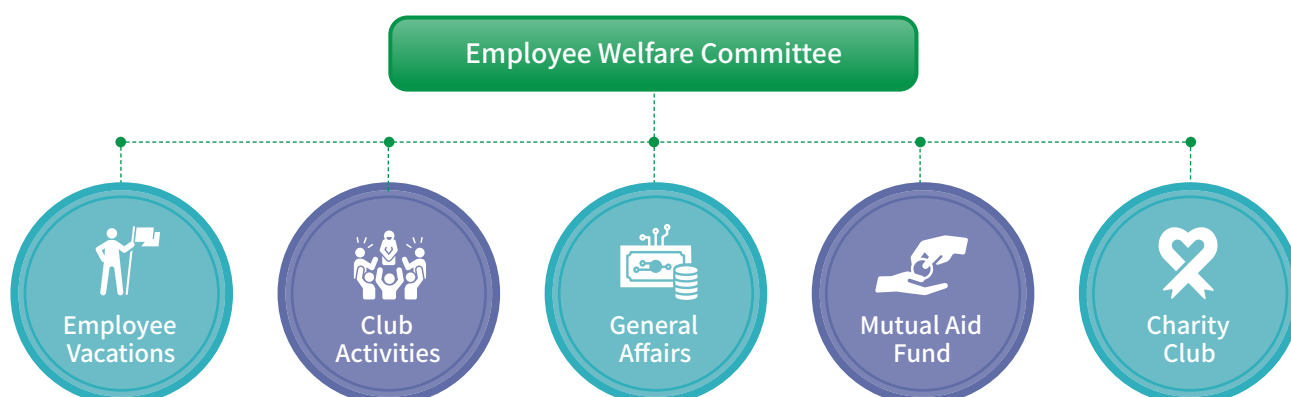 Employee Welfare Committee
Employee
Vacations
Club
Activities
General
Affairs
Mutual Aid
Fund
Charity
Club